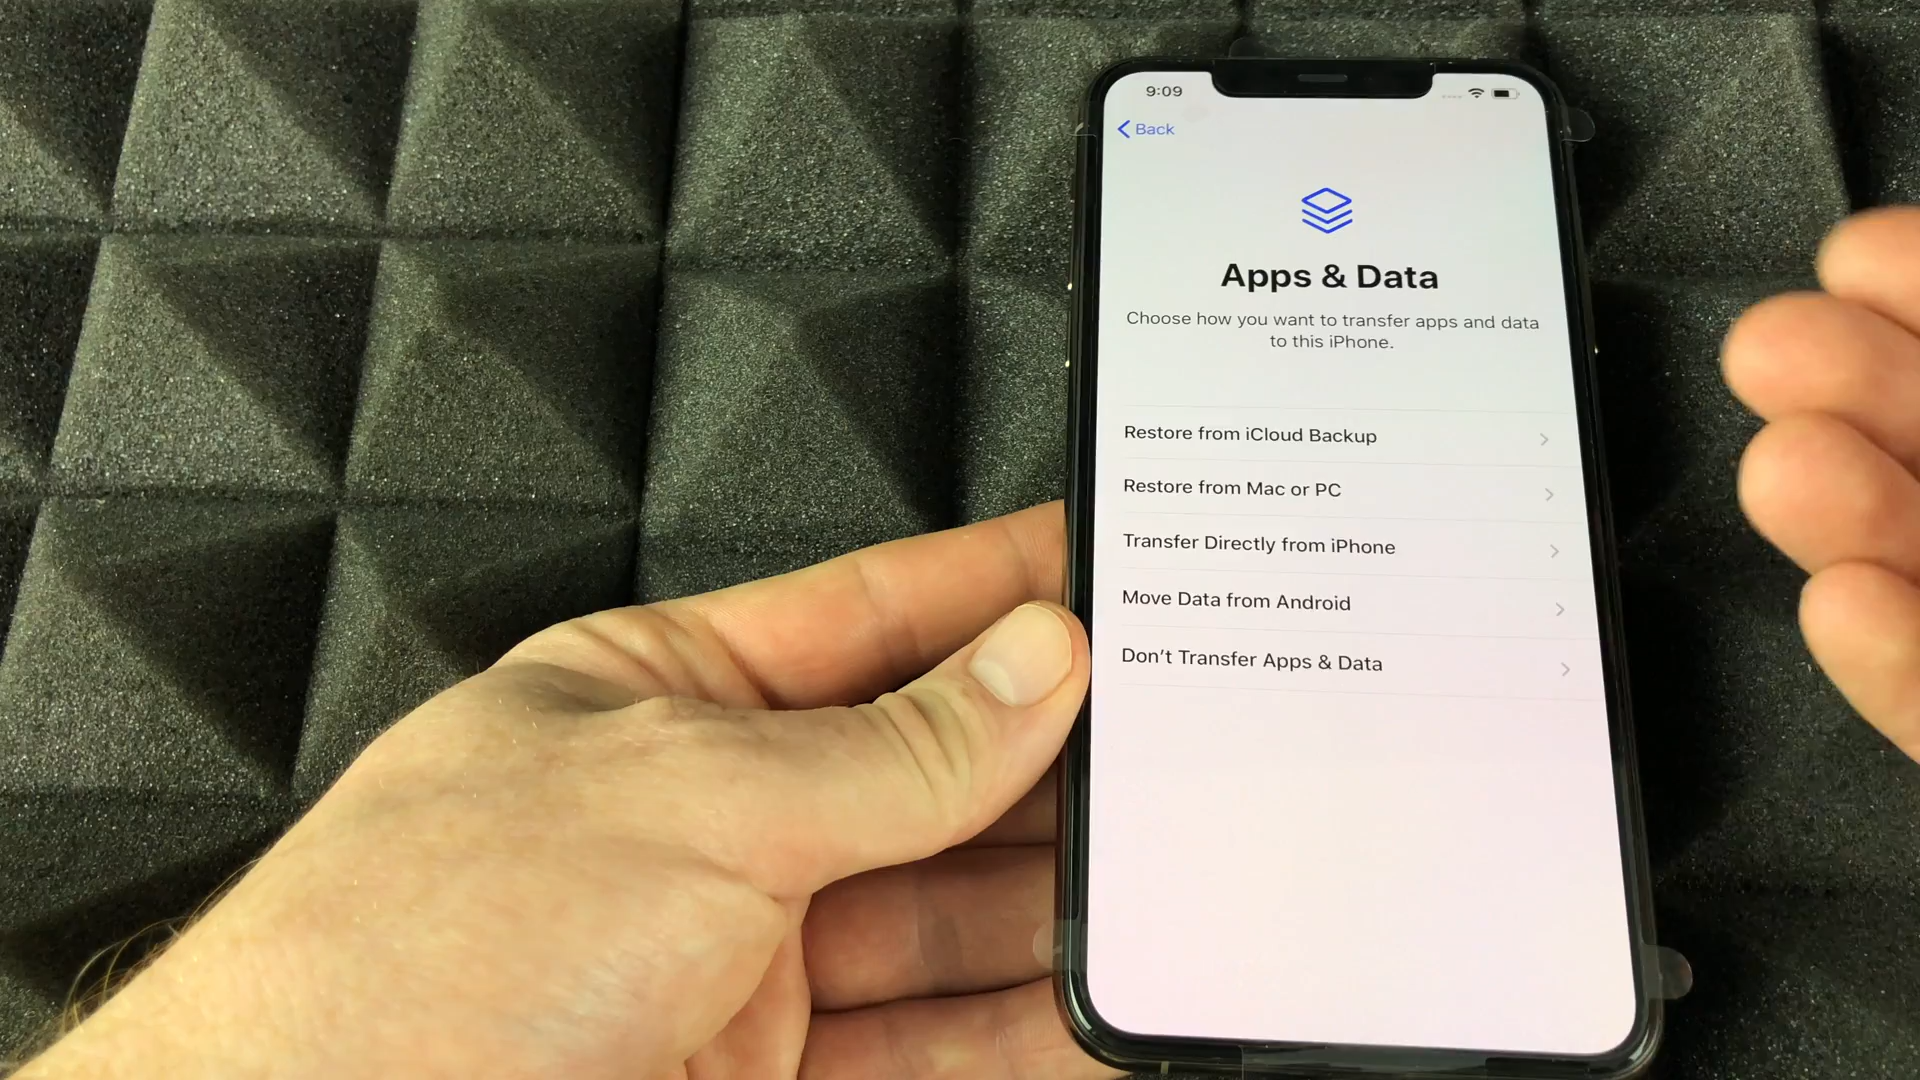 9:09
Back
Apps & Data
Choose how you want to transfer apps and data
to this iPhone.
Restore from iCloud Backup
Restore from Mac or PC
Transfer Directly from iPhone
Move Data from Android
Don’t Transfer Apps & Data